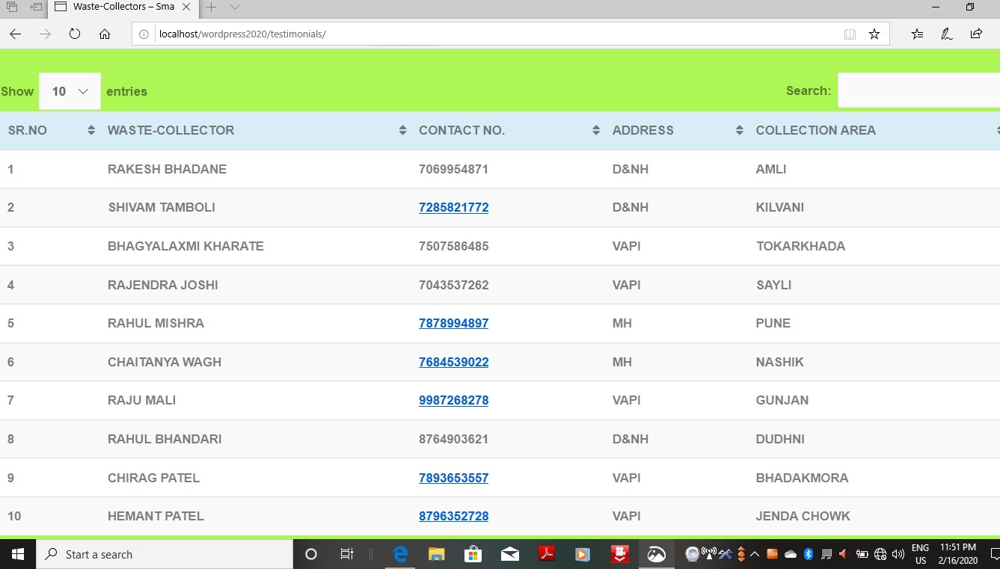 Waste-Collectors – Sma
localhost/wordpress2020/testimonials/
Show 10 entries Search:
SR.NO WASTE-COLLECTOR CONTACT NO. ADDRESS COLLECTION AREA
1 RAKESH BHADANE 7069954871 D&NH AMLI
2 SHIVAM TAMBOLI 7285821772 D&NH KILVANI
3 BHAGYALAXMI KHARATE 7507586485 VAPI TOKARKHADA
4 RAJENDRA JOSHI 7043537262 VAPI SAYLI
5 RAHUL MISHRA 7878994897 MH PUNE
6 CHAITANYA WAGH 7684539022 MH NASHIK
7 RAJU MALI 9987268278 VAPI GUNJAN
8 RAHUL BHANDARI 8764903621 D&NH DUDHNI
9 CHIRAG PATEL 7893653557 VAPI BHADAKMORA
10 HEMANT PATEL 8796352728 VAPI JENDA CHOWK
Start a search ENG 11:51 PM
US 2/16/2020